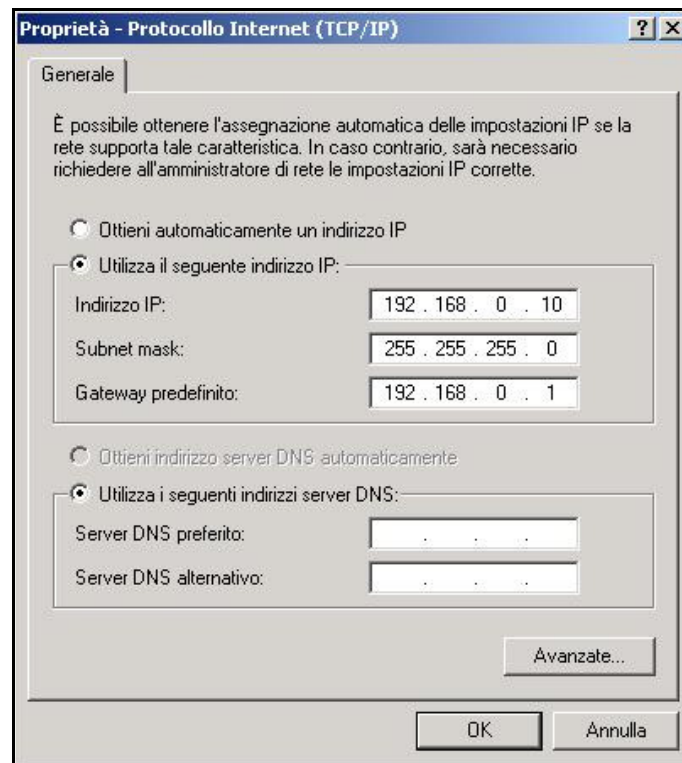 Proprietà - Protocollo Internet (TCP/IP)
Generale
È possibile ottenere l'assegnazione automatica delle impostazioni IP se la
rete supporta tale caratteristica. In caso contrario, sarà necessario
richiedere all'amministratore di rete le impostazioni IP corrette.
Ottieni automaticamente un indirizzo IP
Utilizza il seguente indirizzo IP:
Indirizzo IP: 192 . 168 . 0 . 10
Subnet mask: 255 . 255 . 255 . 0
Gateway predefinito: 192 . 168 . 0 . 1
Ottieni indirizzo server DNS automaticamente
Utilizza i seguenti indirizzi server DNS:
Server DNS preferito: . . .
Server DNS alternativo: . . .
Avanzate...
OK Annulla